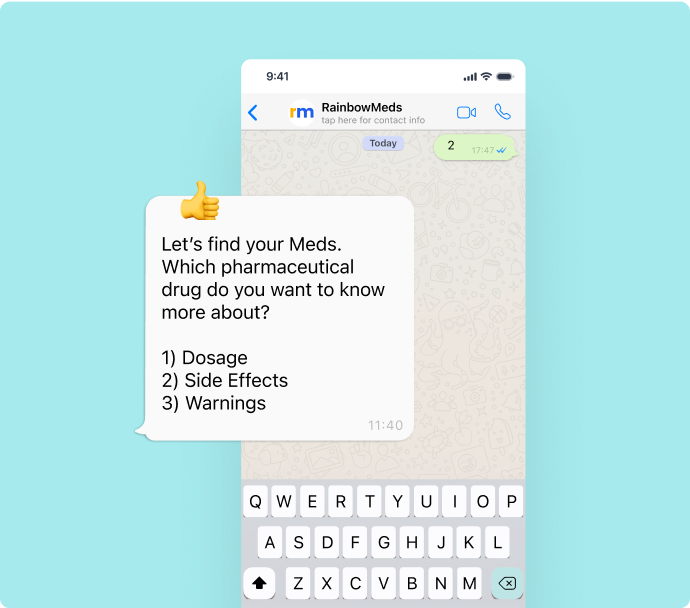 9:41
rm
RainbowMeds
tap here for contact info
Today
2
17:47
Let's find your Meds.
Which pharmaceutical
drug do you want to know
more about?
1) Dosage
2) Side Effects
3) Warnings
11:40
Q W E R T Y U I O P
A S D F G H J K L
Z X C V B N M